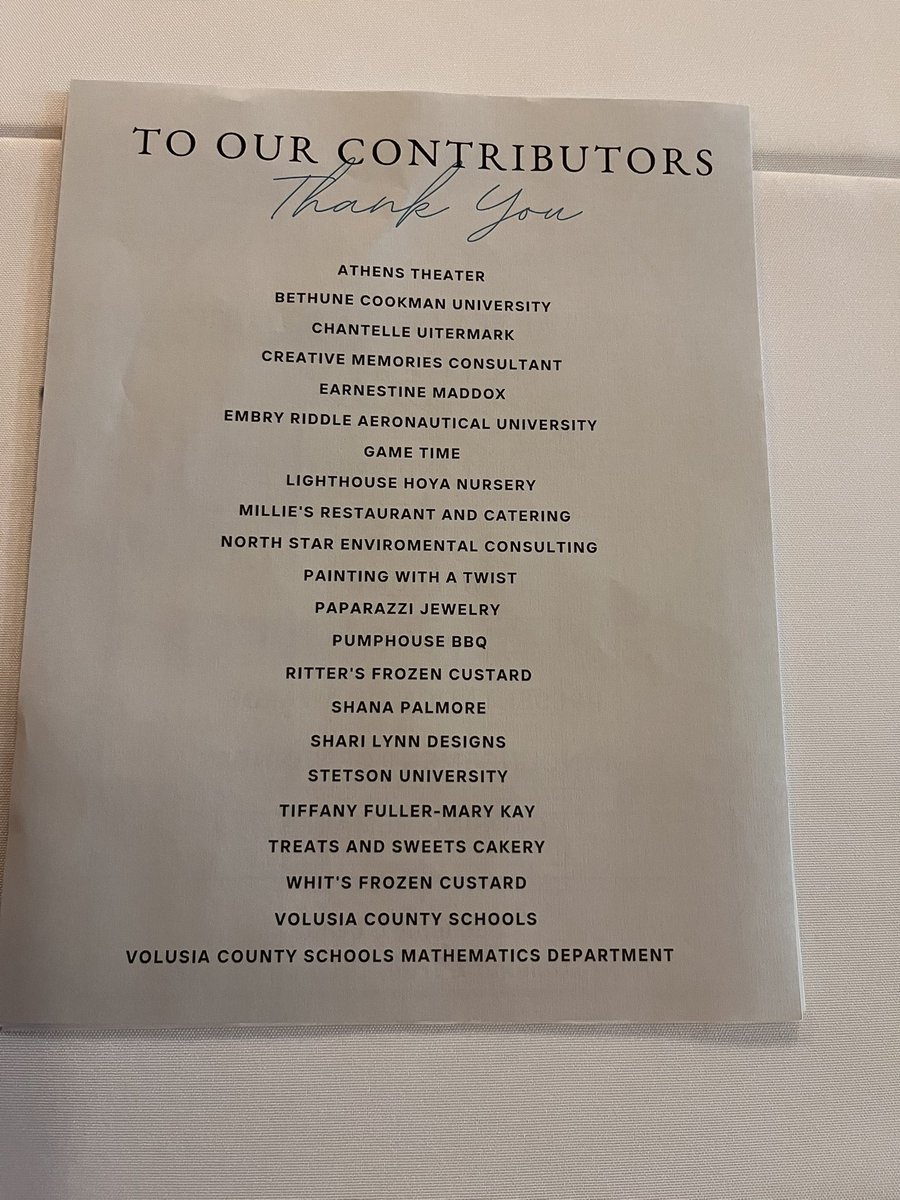 TO OUR CONTRIBUTORS
Thank You
ATHENS THEATER
BETHUNE COOKMAN UNIVERSITY
CHANTELLE UITERMARK
CREATIVE MEMORIES CONSULTANT
EARNESTINE MADDOX
EMBRY RIDDLE AERONAUTICAL UNIVERSITY
GAME TIME
LIGHTHOUSE HOYA NURSERY
MILLIE'S RESTAURANT AND CATERING
NORTH STAR ENVIROMENTAL CONSULTING
PAINTING WITH A TWIST
PAPARAZZI JEWELRY
PUMPHOUSE BBQ
RITTER'S FROZEN CUSTARD
SHANA PALMORE
SHARI LYNN DESIGNS
STETSON UNIVERSITY
TIFFANY FULLER-MARY KAY
TREATS AND SWEETS CAKERY
WHIT'S FROZEN CUSTARD
VOLUSIA COUNTY SCHOOLS
VOLUSIA COUNTY SCHOOLS MATHEMATICS DEPARTMENT